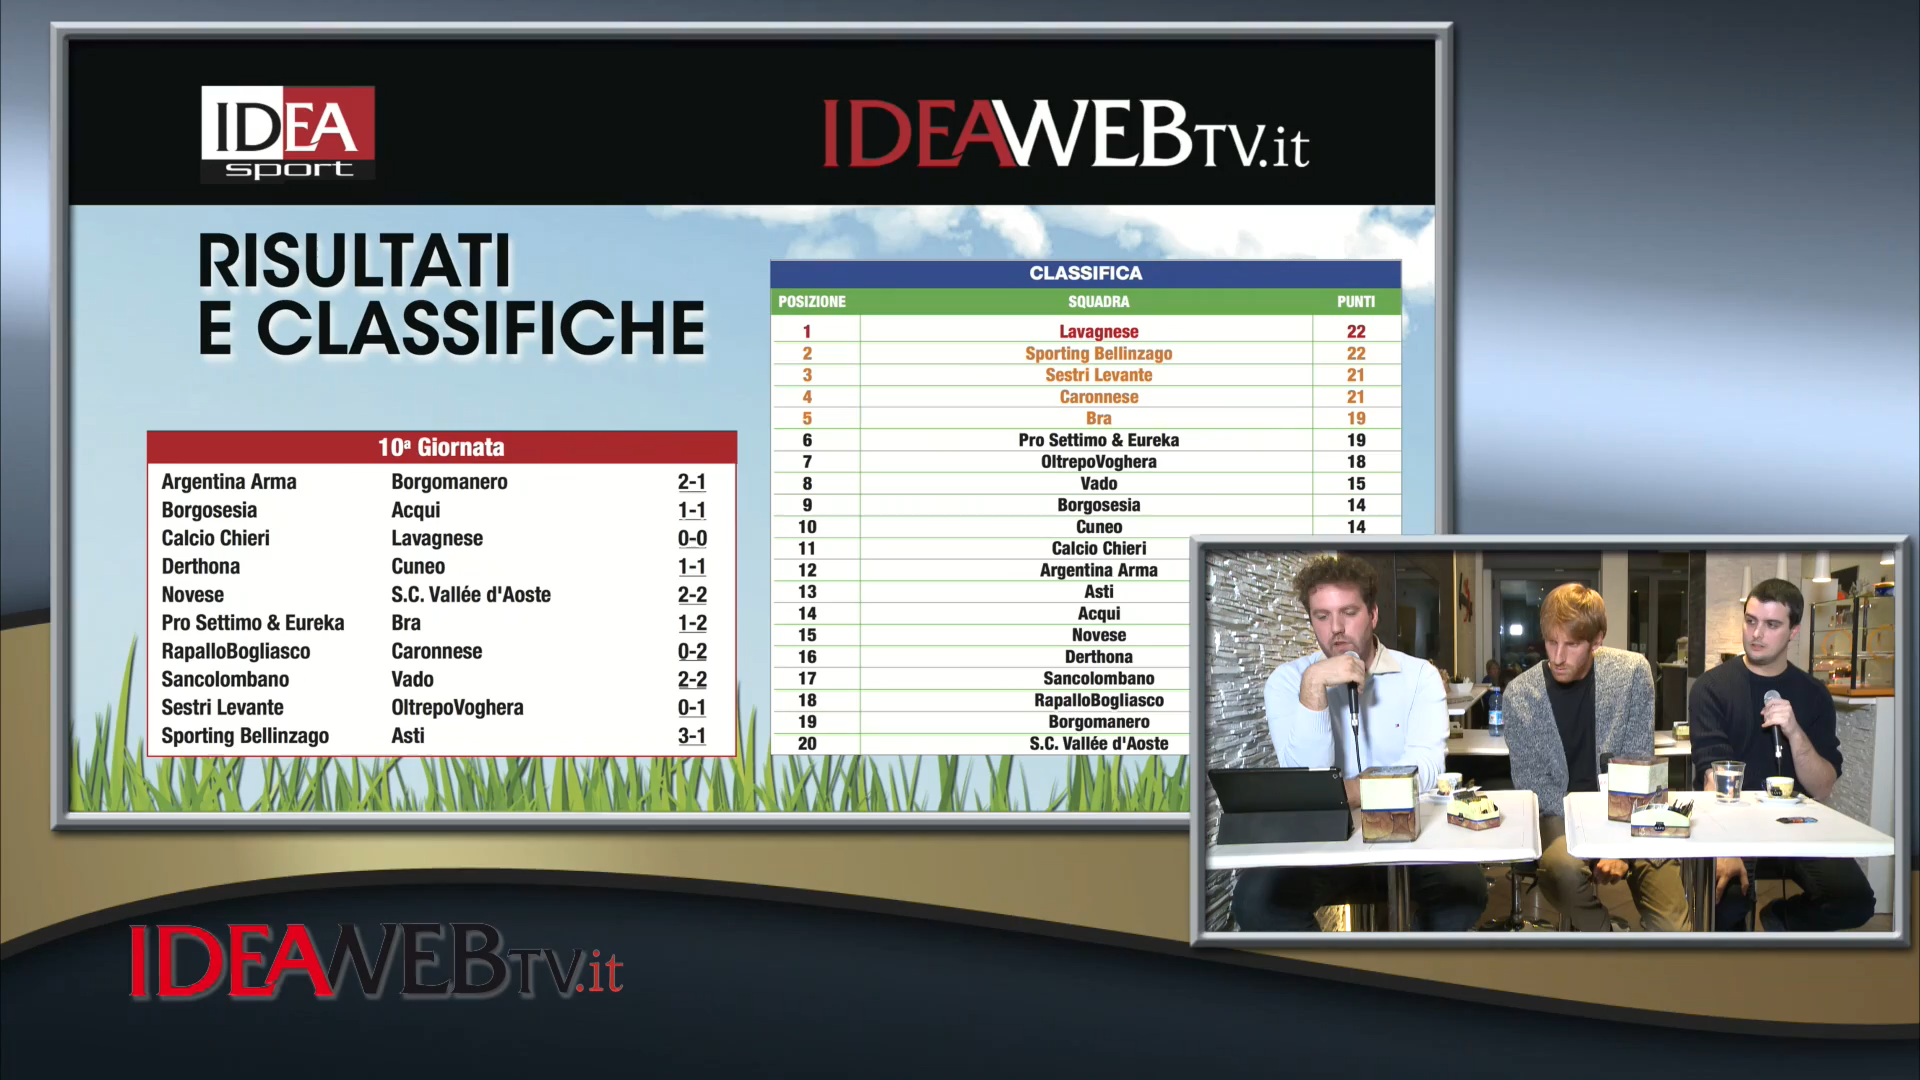 IDEA
sport
IDEAWEBTV.it
RISULTATI
E CLASSIFICHE
10ª Giornata
Argentina Arma Borgomanero 2-1
Borgosesia Acqui 1-1
Calcio Chieri Lavagnese 0-0
Derthona Cuneo 1-1
Novese S.C. Vallée d'Aoste 2-2
Pro Settimo & Eureka Bra 1-2
RapalloBogliasco Caronnese 0-2
Sancolombano Vado 2-2
Sestri Levante OltrepoVoghera 0-1
Sporting Bellinzago Asti 3-1
CLASSIFICA
POSIZIONE SQUADRA PUNTI
1 Lavagnese 22
2 Sporting Bellinzago 22
3 Sestri Levante 21
4 Caronnese 21
5 Bra 19
6 Pro Settimo & Eureka 19
7 OltrepoVoghera 18
8 Vado 15
9 Borgosesia 14
10 Cuneo 14
11 Calcio Chieri
12 Argentina Arma
13 Asti
14 Acqui
15 Novese
16 Derthona
17 Sancolombano
18 RapalloBogliasco
19 Borgomanero
20 S.C. Vallée d'Aoste
IDEAWEBTV.it